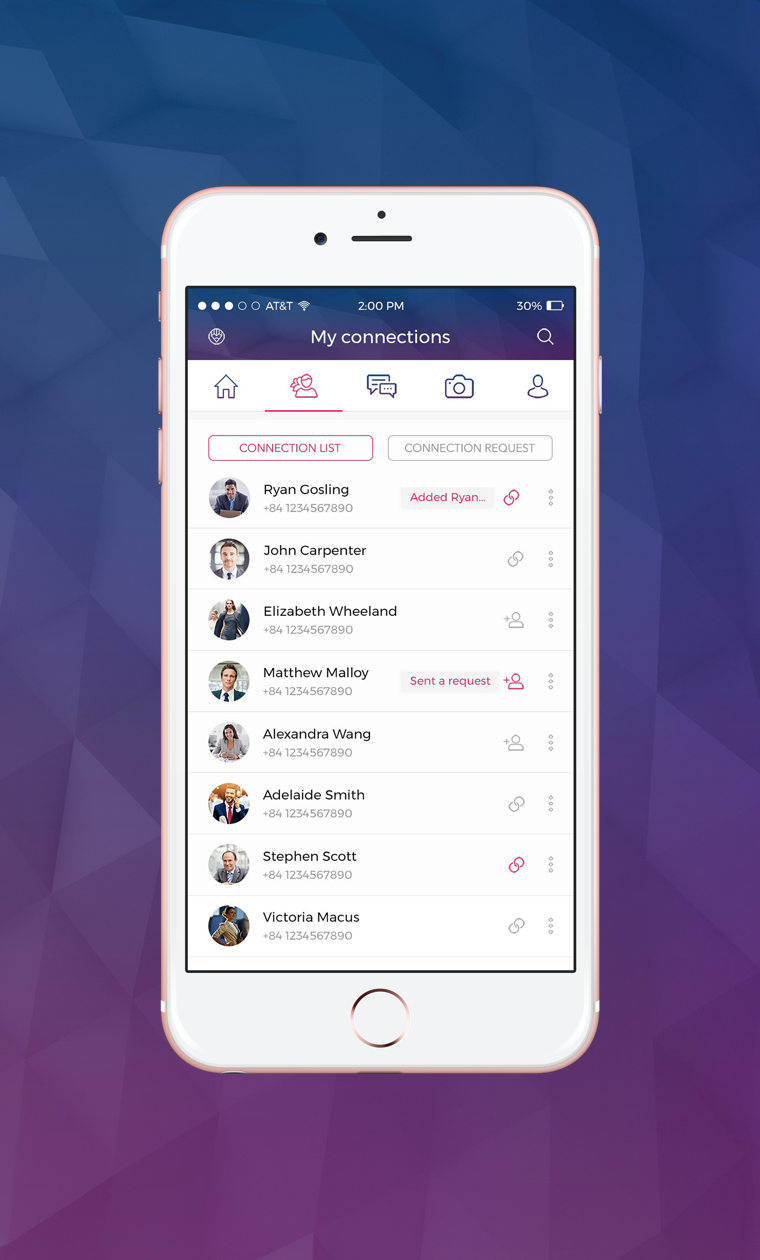 AT&T 2:00 PM 30%
My connections
CONNECTION LIST CONNECTION REQUEST
Ryan Gosling
+84 1234567890
Added Ryan...
John Carpenter
+84 1234567890
Elizabeth Wheeland
+84 1234567890
Matthew Malloy
+84 1234567890
Sent a request
Alexandra Wang
+84 1234567890
Adelaide Smith
+84 1234567890
Stephen Scott
+84 1234567890
Victoria Macus
+84 1234567890